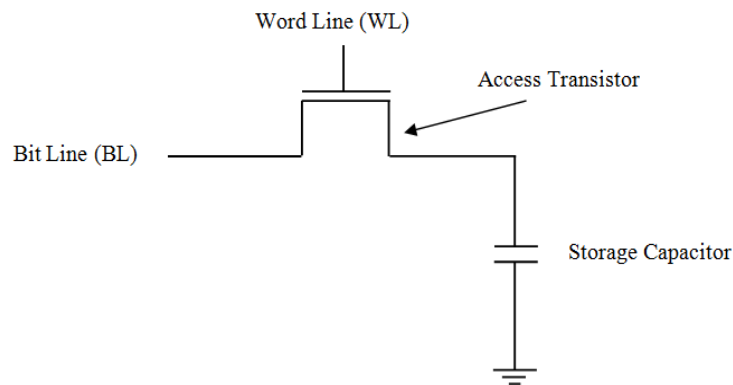 Word Line (WL)
Access Transistor
Bit Line (BL)
Storage Capacitor